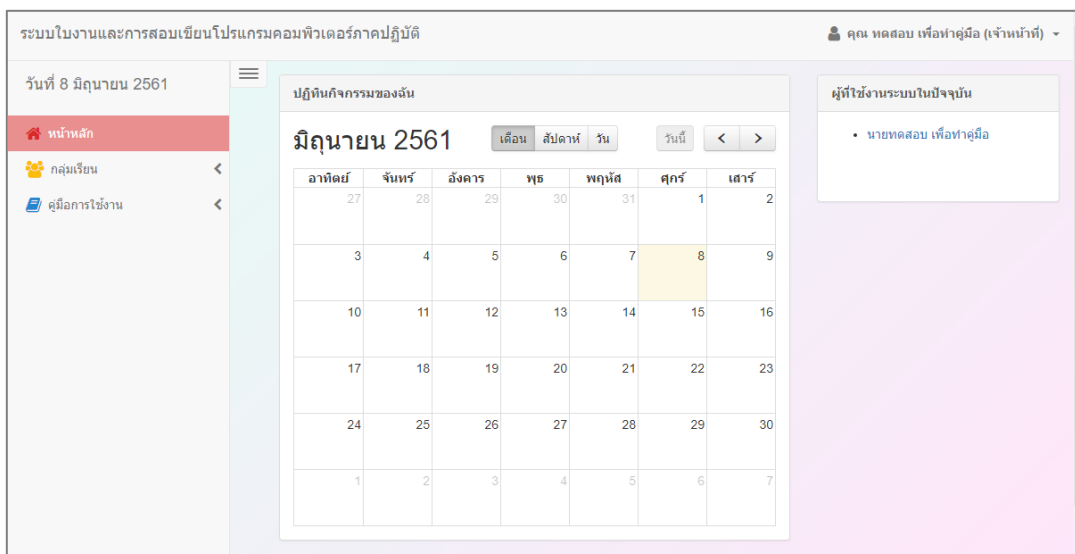 ระบบใบงานและการสอบเขียนโปรแกรมคอมพิวเตอร์ภาคปฏิบัติ
คุณ ทดสอบ เพื่อทำคู่มือ (เจ้าหน้าที่)
วันที่ 8 มิถุนายน 2561
หน้าหลัก
กลุ่มเรียน
คู่มือการใช้งาน
ปฏิทินกิจกรรมของฉัน
มิถุนายน 2561 เดือน สัปดาห์ วัน วันนี้
อาทิตย์ จันทร์ อังคาร พุธ พฤหัส ศุกร์ เสาร์
27 28 29 30 31 1 2
3 4 5 6 7 8 9
10 11 12 13 14 15 16
17 18 19 20 21 22 23
24 25 26 27 28 29 30
1 2 3 4 5 6 7
ผู้ที่ใช้งานระบบในปัจจุบัน
นายทดสอบ เพื่อทำคู่มือ